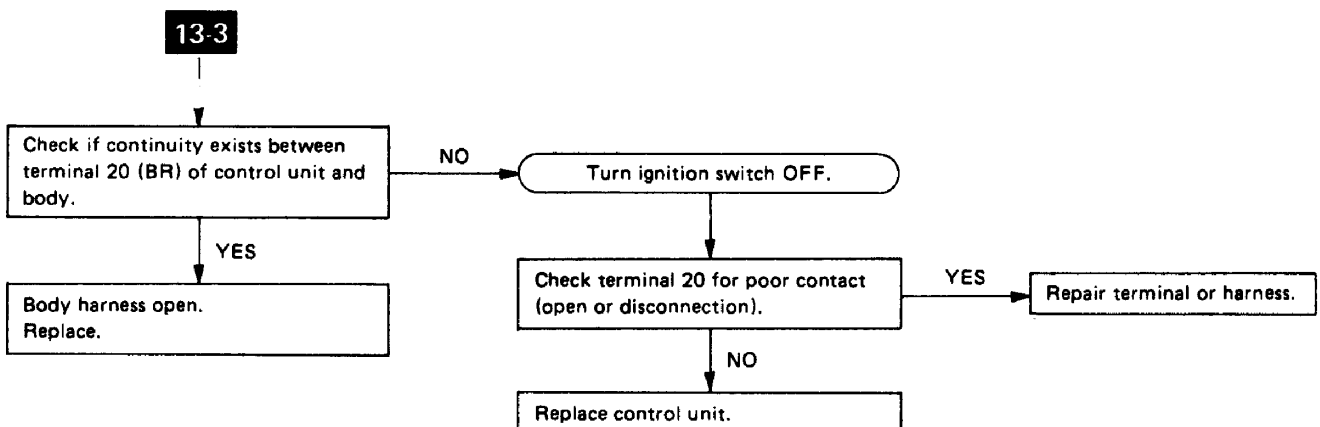 13-3
Check if continuity exists between
terminal 20 (BR) of control unit and
body.
NO
Turn ignition switch OFF.
YES
Body harness open.
Replace.
Check terminal 20 for poor contact
(open or disconnection).
YES
Repair terminal or harness.
NO
Replace control unit.